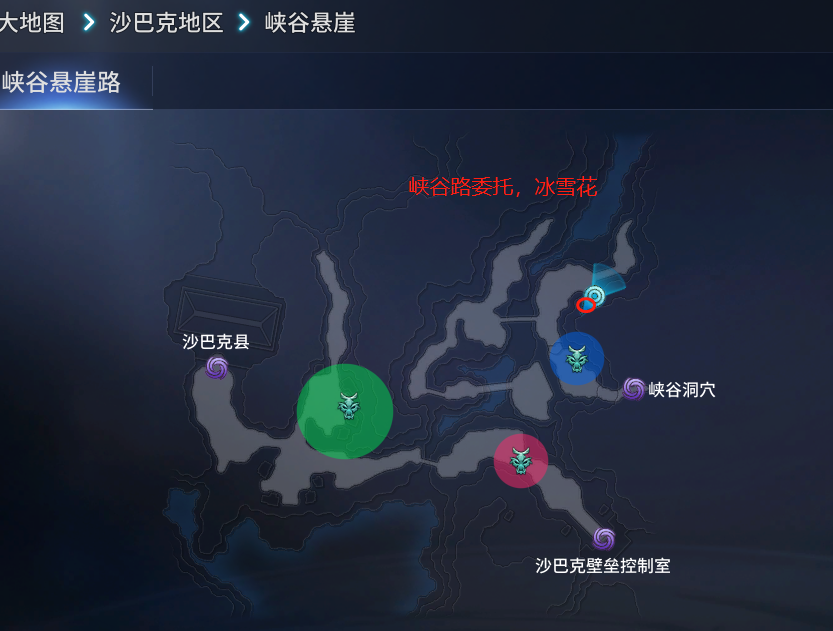 大地图 > 沙巴克地区 > 峡谷悬崖
峡谷悬崖路
峡谷路委托，冰雪花
沙巴克县
峡谷洞穴
沙巴克壁垒控制室